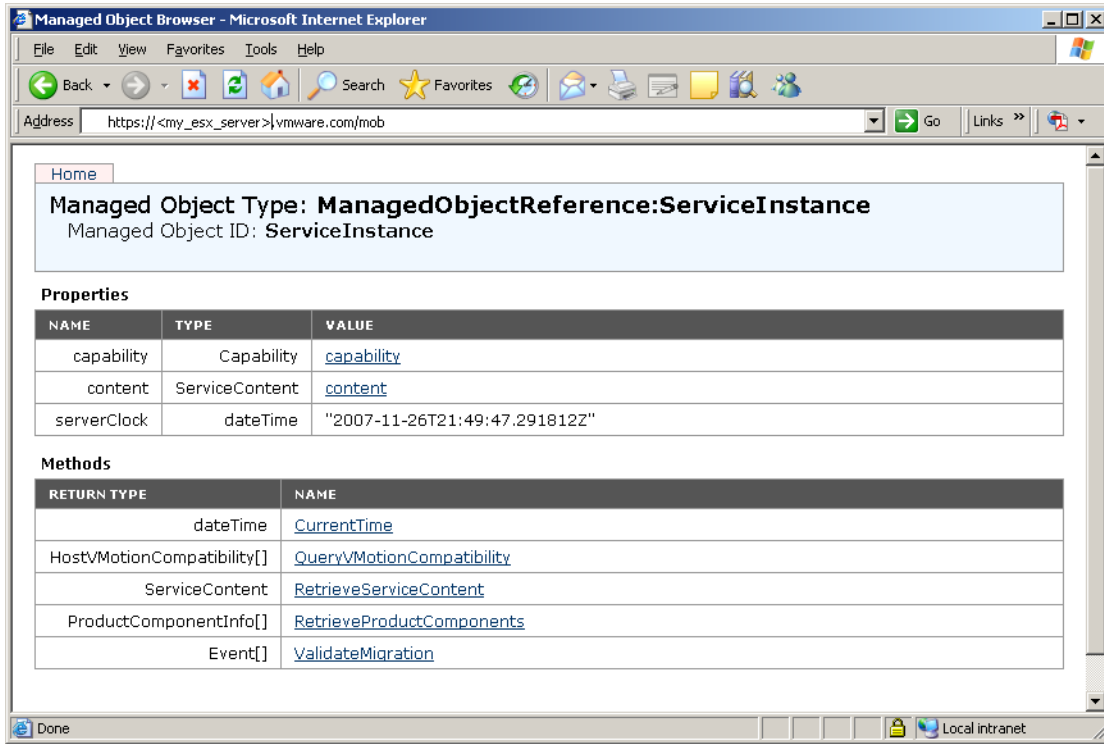 Managed Object Browser - Microsoft Internet Explorer
File Edit View Favorites Tools Help
Back Search Favorites
Address https://<my_esx_server>.vmware.com/mob Go Links »
Home
Managed Object Type: ManagedObjectReference:ServiceInstance
Managed Object ID: ServiceInstance
Properties
NAME TYPE VALUE
capability Capability capability
content ServiceContent content
serverClock dateTime "2007-11-26T21:49:47.291812Z"
Methods
RETURN TYPE NAME
dateTime CurrentTime
HostVMotionCompatibility[] QueryVMotionCompatibility
ServiceContent RetrieveServiceContent
ProductComponentInfo[] RetrieveProductComponents
Event[] ValidateMigration
Done Local intranet